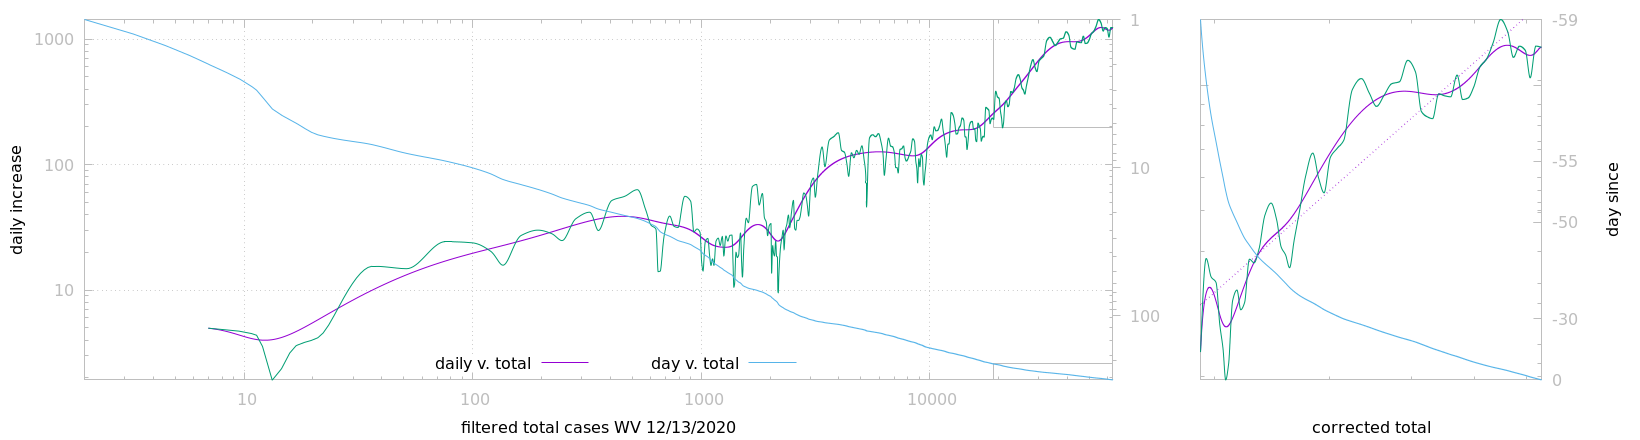 1000
100
10
daily increase
10
100
1000
10000
filtered total cases WV 12/13/2020
daily v. total
day v. total
1
10
100
-59
-55
-50
-30
0
day since
corrected total